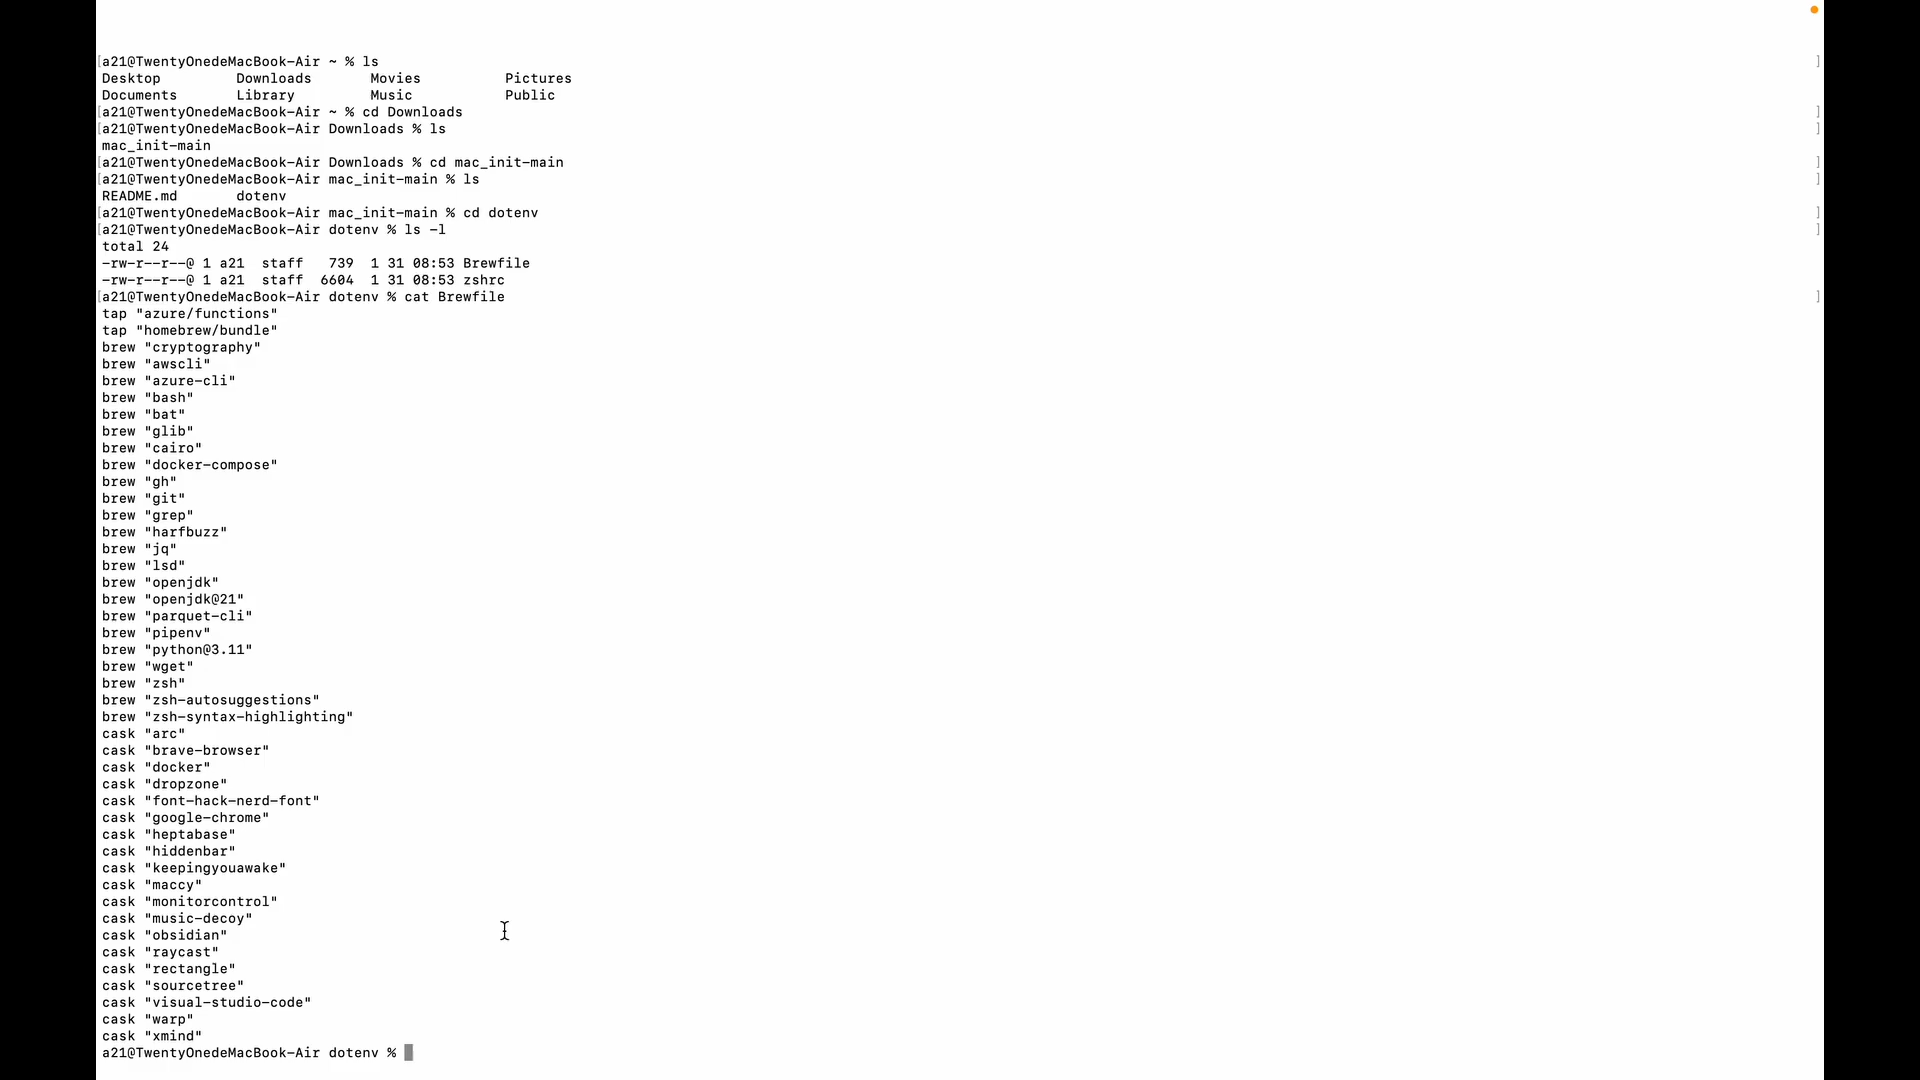 [a21@TwentyOnedeMacBook-Air ~ % ls ]
Desktop Downloads Movies Pictures
Documents Library Music Public
[a21@TwentyOnedeMacBook-Air ~ % cd Downloads ]
[a21@TwentyOnedeMacBook-Air Downloads % ls ]
mac_init-main
[a21@TwentyOnedeMacBook-Air Downloads % cd mac_init-main ]
[a21@TwentyOnedeMacBook-Air mac_init-main % ls ]
README.md dotenv
[a21@TwentyOnedeMacBook-Air mac_init-main % cd dotenv ]
[a21@TwentyOnedeMacBook-Air dotenv % ls -l ]
total 24
-rw-r--r--@ 1 a21 staff 739 1 31 08:53 Brewfile
-rw-r--r--@ 1 a21 staff 6604 1 31 08:53 zshrc
[a21@TwentyOnedeMacBook-Air dotenv % cat Brewfile ]
tap "azure/functions"
tap "homebrew/bundle"
brew "cryptography"
brew "awscli"
brew "azure-cli"
brew "bash"
brew "bat"
brew "glib"
brew "cairo"
brew "docker-compose"
brew "gh"
brew "git"
brew "grep"
brew "harfbuzz"
brew "jq"
brew "lsd"
brew "openjdk"
brew "openjdk@21"
brew "parquet-cli"
brew "pipenv"
brew "python@3.11"
brew "wget"
brew "zsh"
brew "zsh-autosuggestions"
brew "zsh-syntax-highlighting"
cask "arc"
cask "brave-browser"
cask "docker"
cask "dropzone"
cask "font-hack-nerd-font"
cask "google-chrome"
cask "heptabase"
cask "hiddenbar"
cask "keepingyouawake"
cask "maccy"
cask "monitorcontrol"
cask "music-decoy"
cask "obsidian"
cask "raycast"
cask "rectangle"
cask "sourcetree"
cask "visual-studio-code"
cask "warp"
cask "xmind"
a21@TwentyOnedeMacBook-Air dotenv %